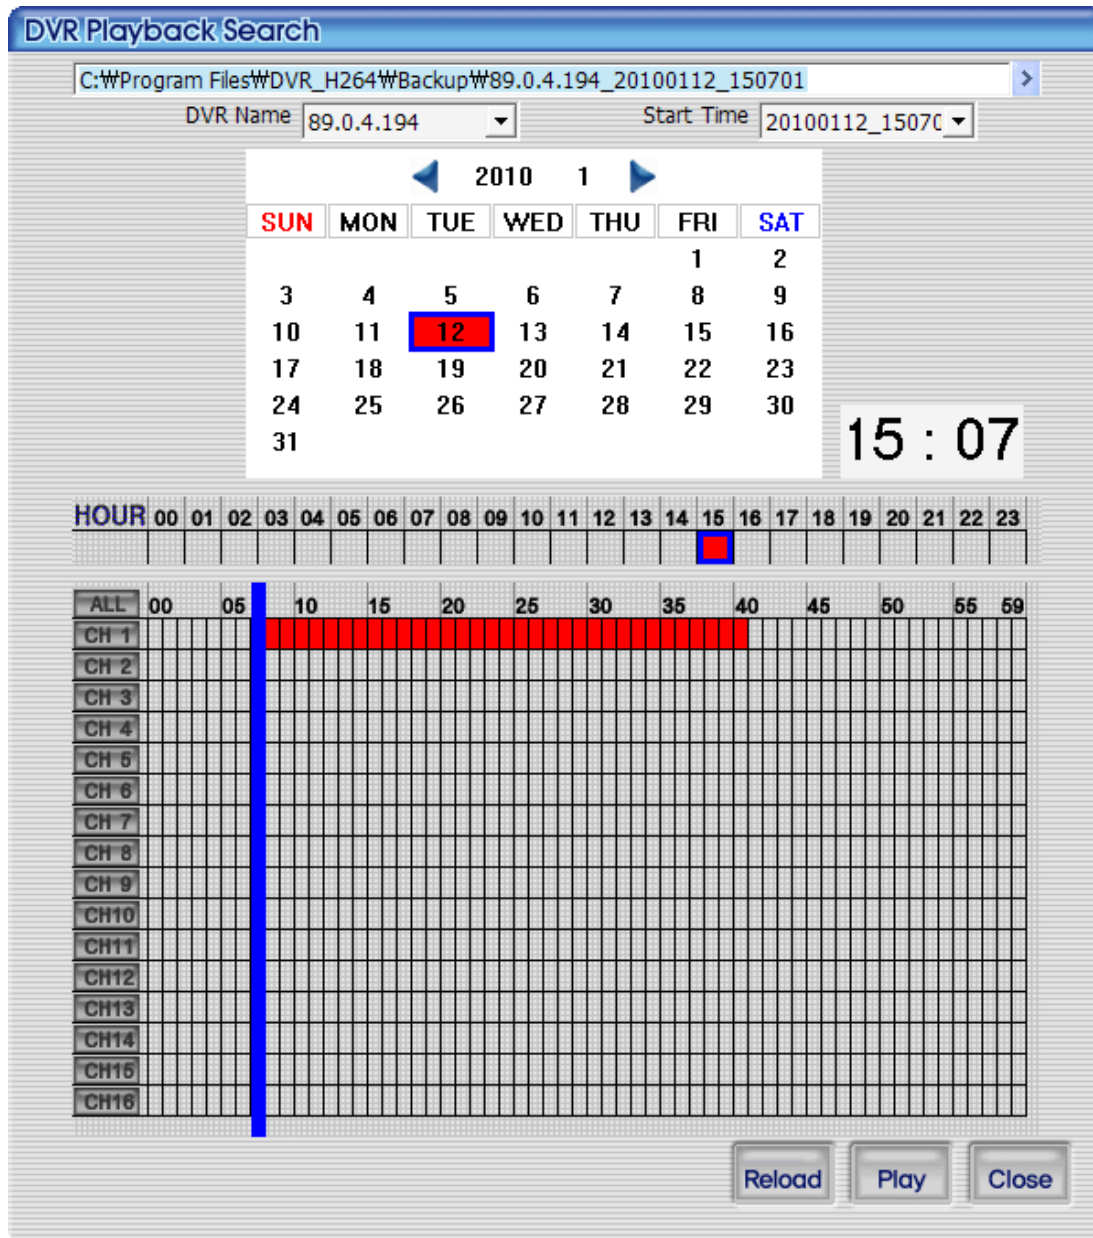 DVR Playback Search
C:₩Program Files₩DVR_H264₩Backup₩89.0.4.194_20100112_150701 >
DVR Name 89.0.4.194 Start Time 20100112_1507
2010 1
SUN MON TUE WED THU FRI SAT
1 2
3 4 5 6 7 8 9
10 11 12 13 14 15 16
17 18 19 20 21 22 23
24 25 26 27 28 29 30
31
15 : 07
HOUR 00 01 02 03 04 05 06 07 08 09 10 11 12 13 14 15 16 17 18 19 20 21 22 23
ALL 00 05 10 15 20 25 30 35 40 45 50 55 59
CH 1
CH 2
CH 3
CH 4
CH 5
CH 6
CH 7
CH 8
CH 9
CH10
CH11
CH12
CH13
CH14
CH15
CH16
Reload Play Close